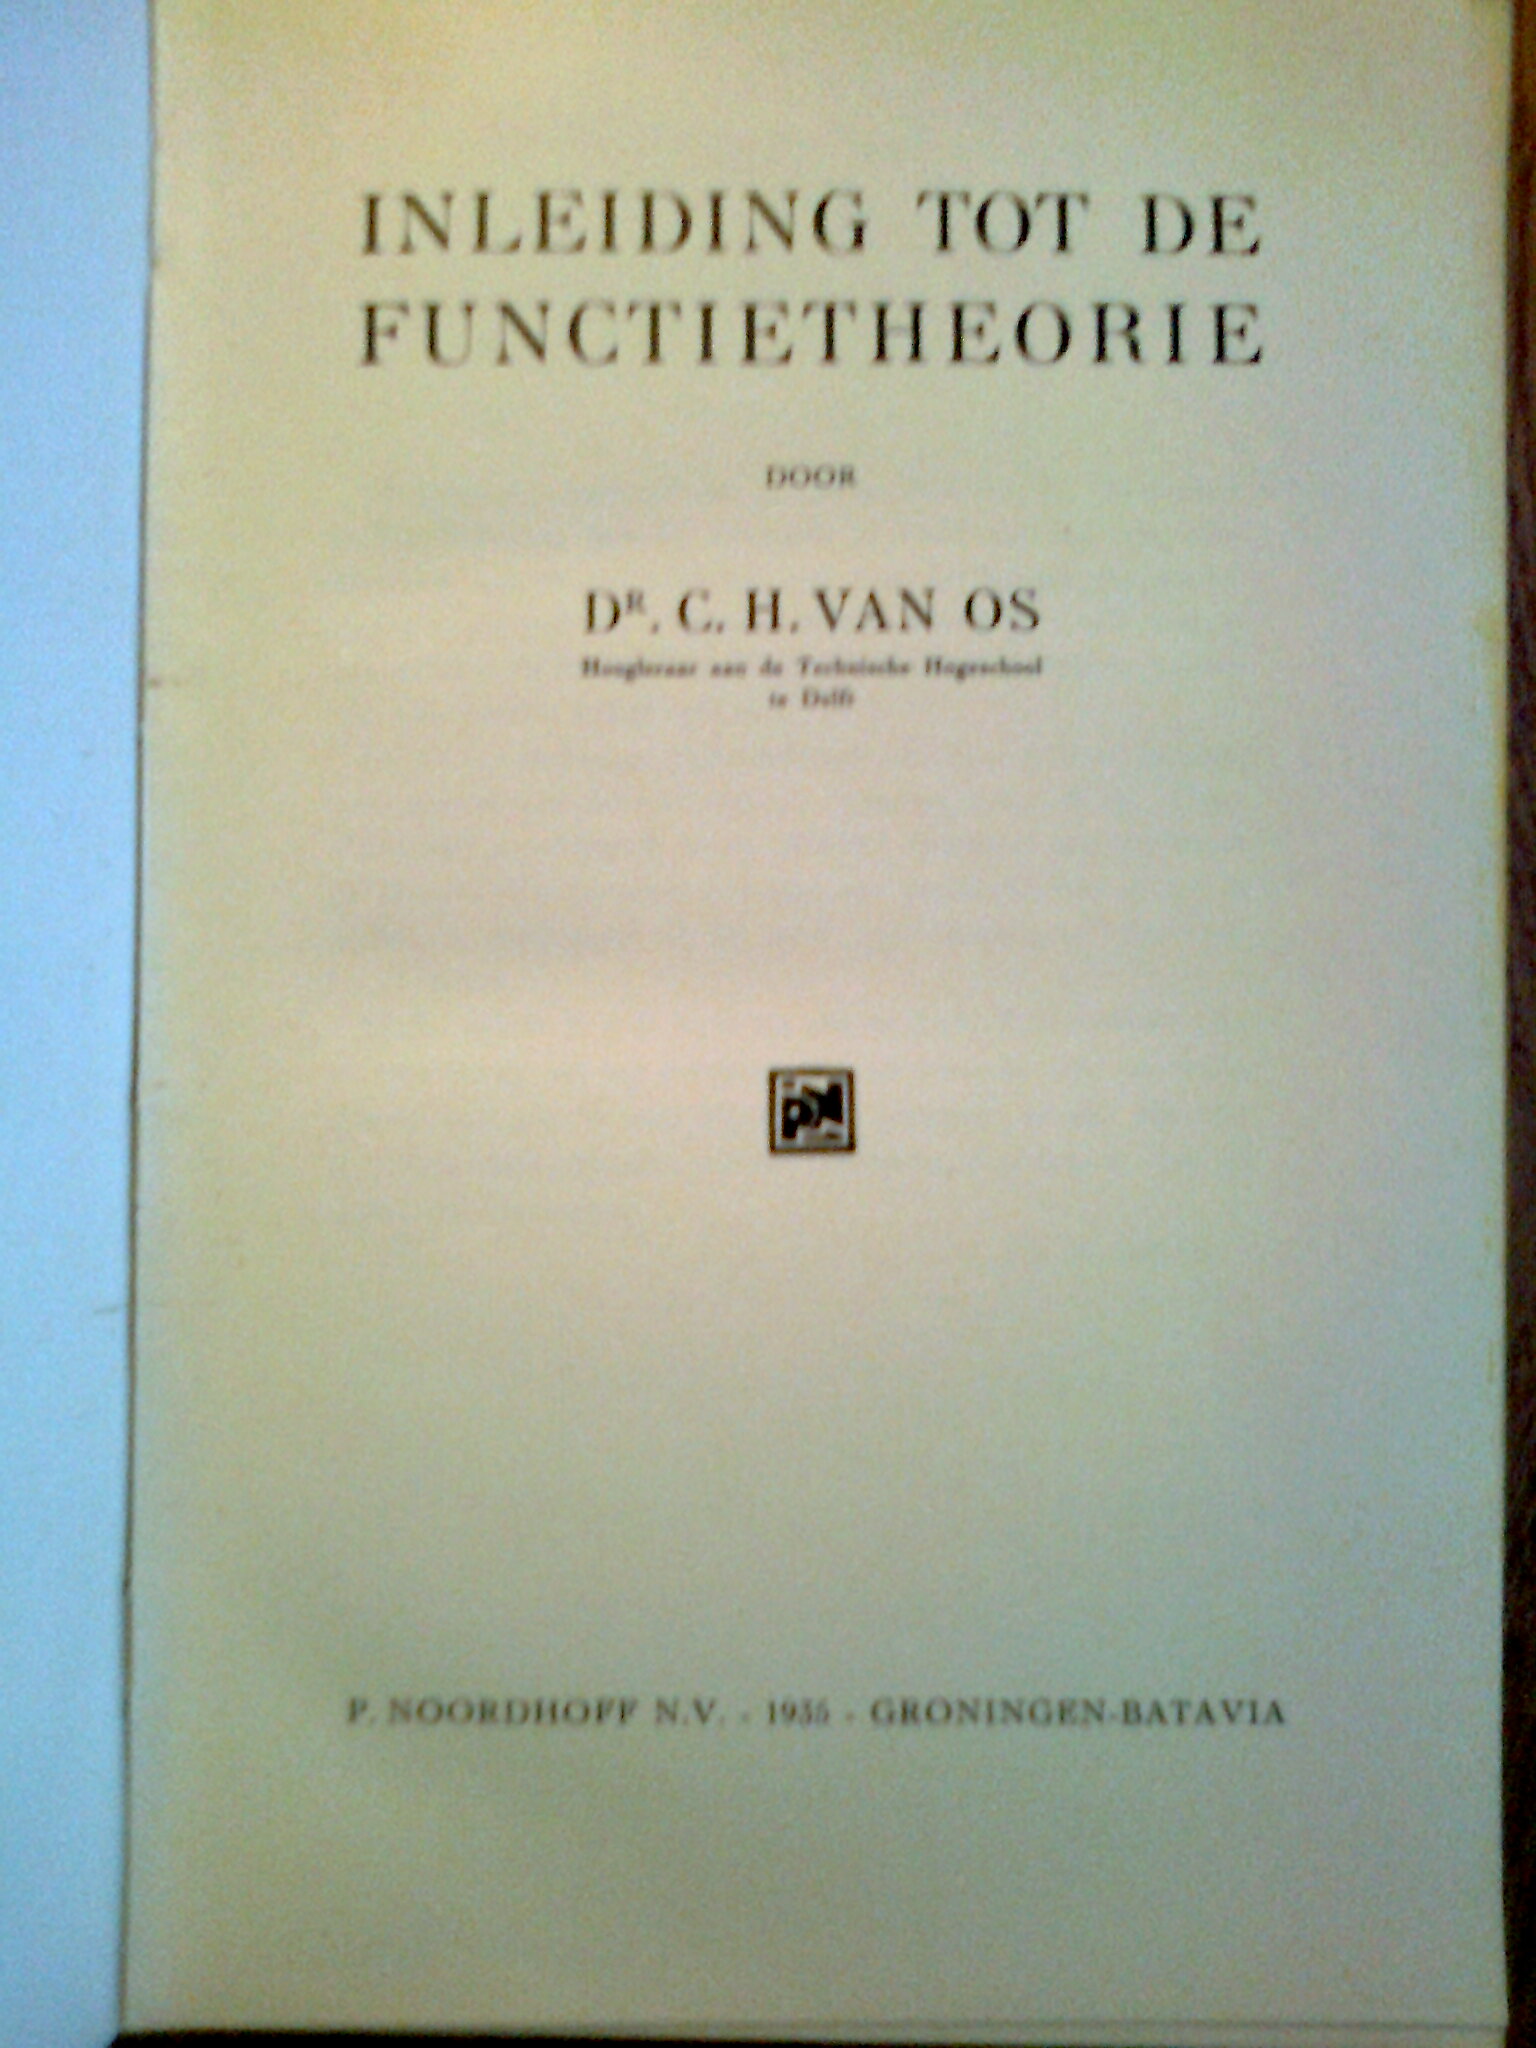 INLEIDING TOT DE
FUNCTIETHEORIE
DOOR
DR. C. H. VAN OS
Hoogleraar aan de Technische Hogeschool
te Delft
P. NOORDHOFF N.V. - 1935 - GRONINGEN-BATAVIA